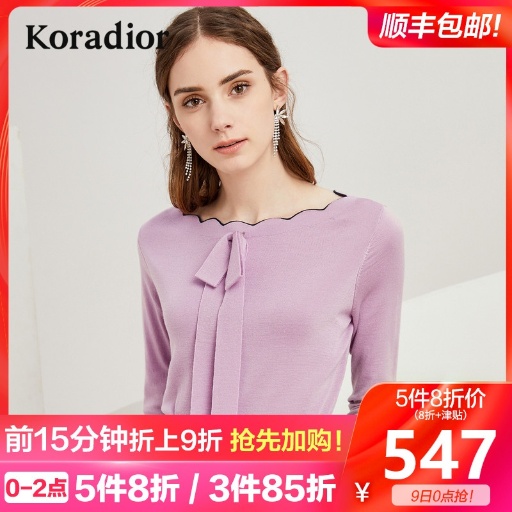 Koradior
顺丰包邮!
5件8折价
(8折+津贴)
前15分钟折上9折 抢先加购!
¥547
0-2点 5件8折 / 3件85折
9日0点抢!